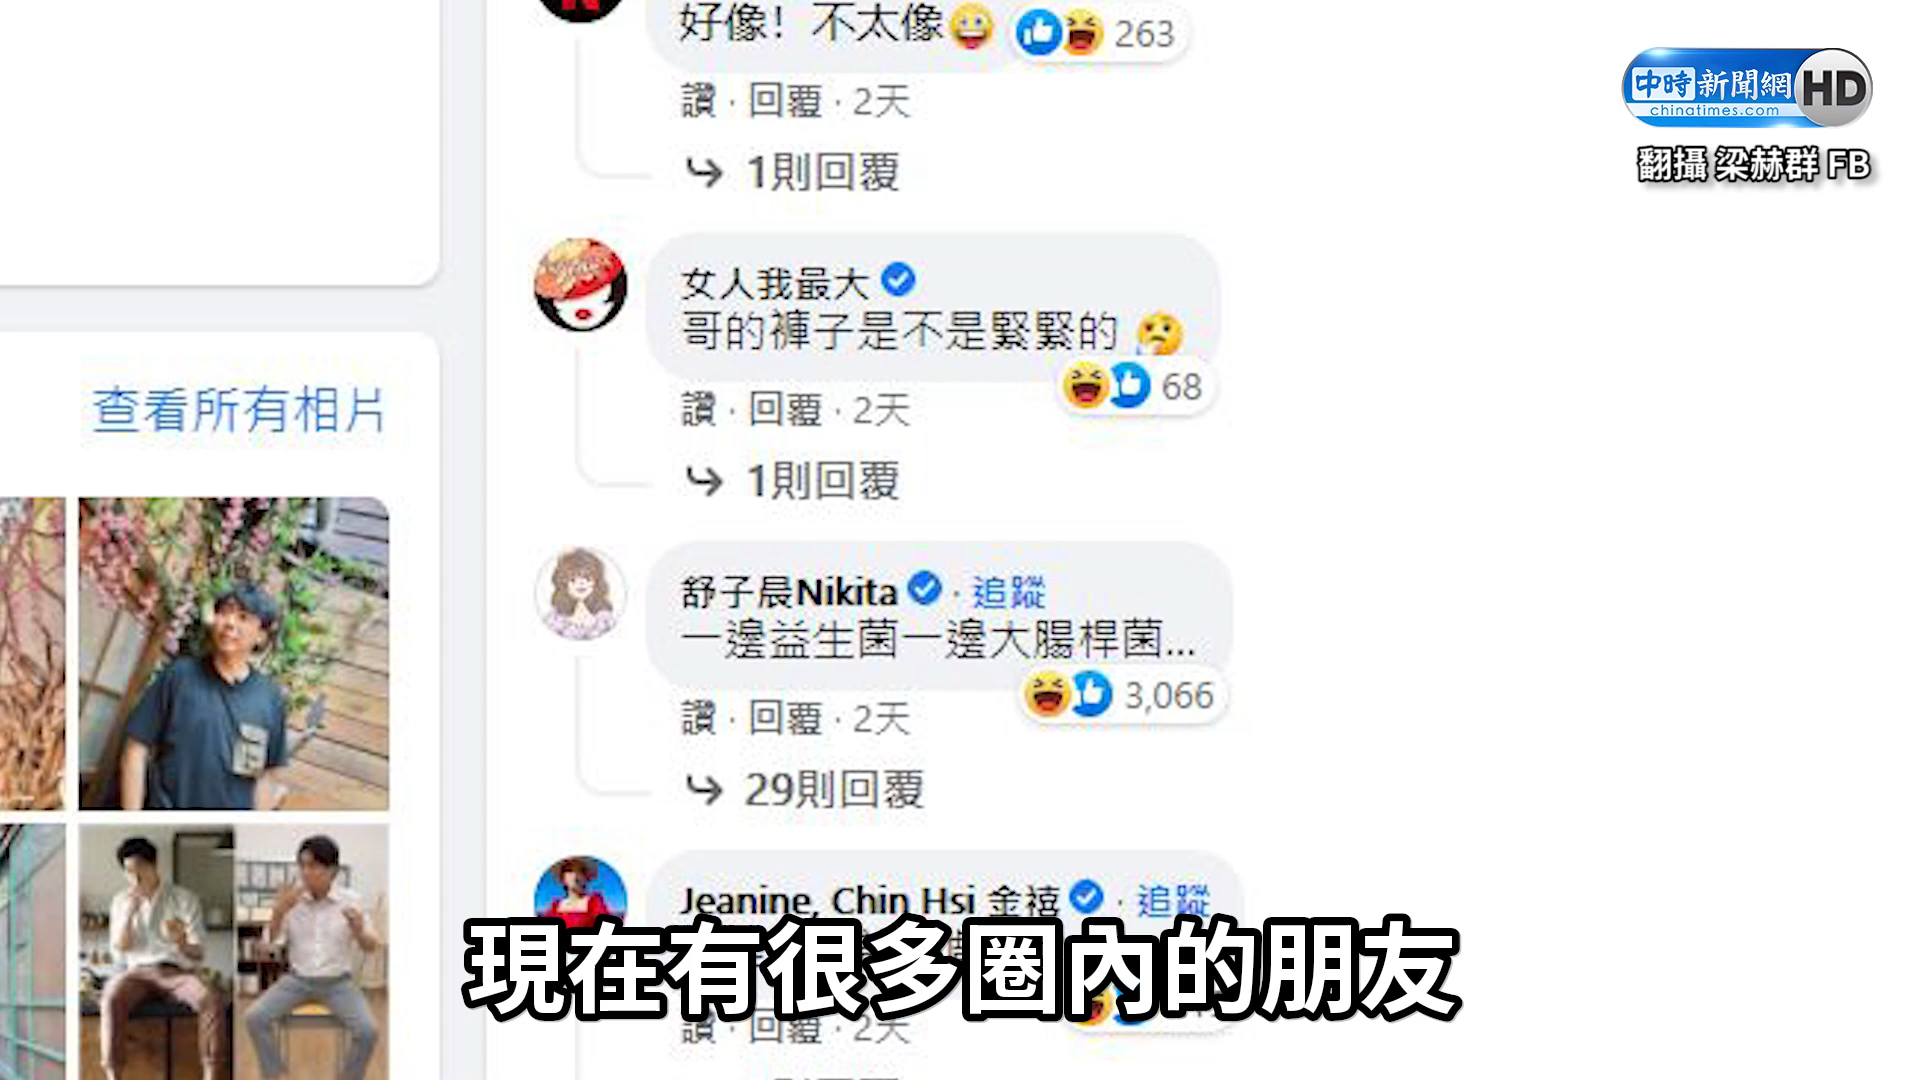 好像！不太像
263
讚 · 回覆 · 2天
1則回覆
女人我最大
哥的褲子是不是緊緊的
68
讚 · 回覆 · 2天
1則回覆
舒子晨Nikita · 追蹤
一邊益生菌一邊大腸桿菌...
3,066
讚 · 回覆 · 2天
29則回覆
Jeanine, Chin Hsi 金禧 · 追蹤
讚 · 回覆 · 2天
查看所有相片
中時新聞網 HD
chinatimes.com
翻攝 梁赫群 FB
現在有很多圈內的朋友